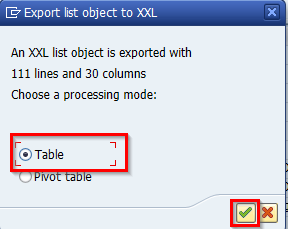 Export list object to XXL
An XXL list object is exported with
111 lines and 30 columns
Choose a processing mode:
Table
Pivot table